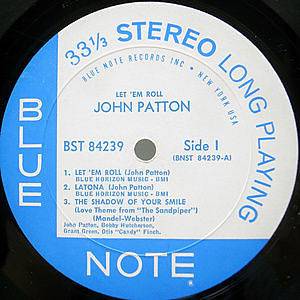 33 1/3 STEREO LONG PLAYING
BLUE NOTE RECORDS INC • NEW YORK USA
LET 'EM ROLL
JOHN PATTON
BST 84239 Side 1
(BNST 84239-A)
1. LET 'EM ROLL (John Patton)
BLUE HORIZON MUSIC - BMI
2. LATONA (John Patton)
BLUE HORIZON MUSIC - BMI
3. THE SHADOW OF YOUR SMILE
(Love Theme from "The Sandpiper")
(Mandel-Webster)
John Patton, Bobby Hutcherson,
Grant Green, Otis "Candy" Finch.
BLUE
NOTE ®